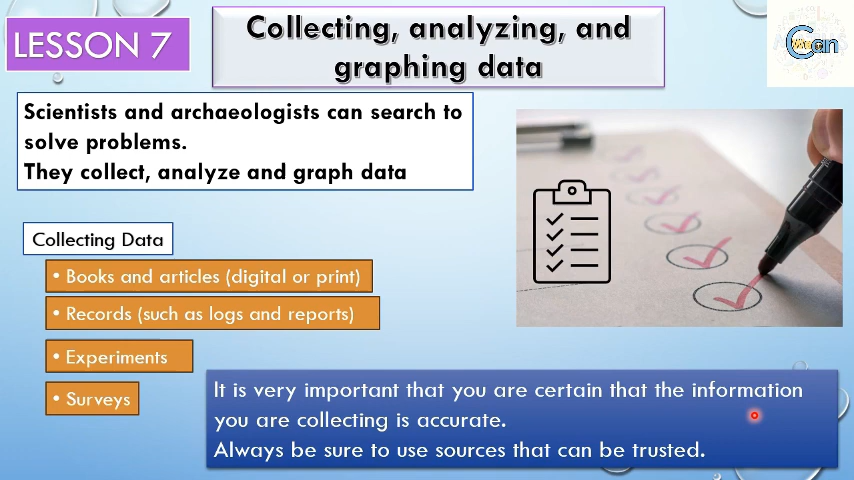 LESSON 7
Collecting, analyzing, and
graphing data
Can
Scientists and archaeologists can search to
solve problems.
They collect, analyze and graph data
Collecting Data
• Books and articles (digital or print)
• Records (such as logs and reports)
• Experiments
• Surveys
It is very important that you are certain that the information
you are collecting is accurate.
Always be sure to use sources that can be trusted.